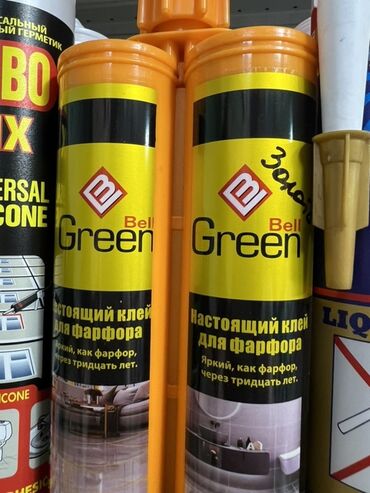 Bell
Green
Настоящий клей
для фарфора
Яркий, как фарфор,
через тридцать лет.
Bell
Green
Настоящий клей
для фарфора
Яркий, как фарфор,
через тридцать лет.
BO
IX
ERSAL
CONE
ICONE
LIQ